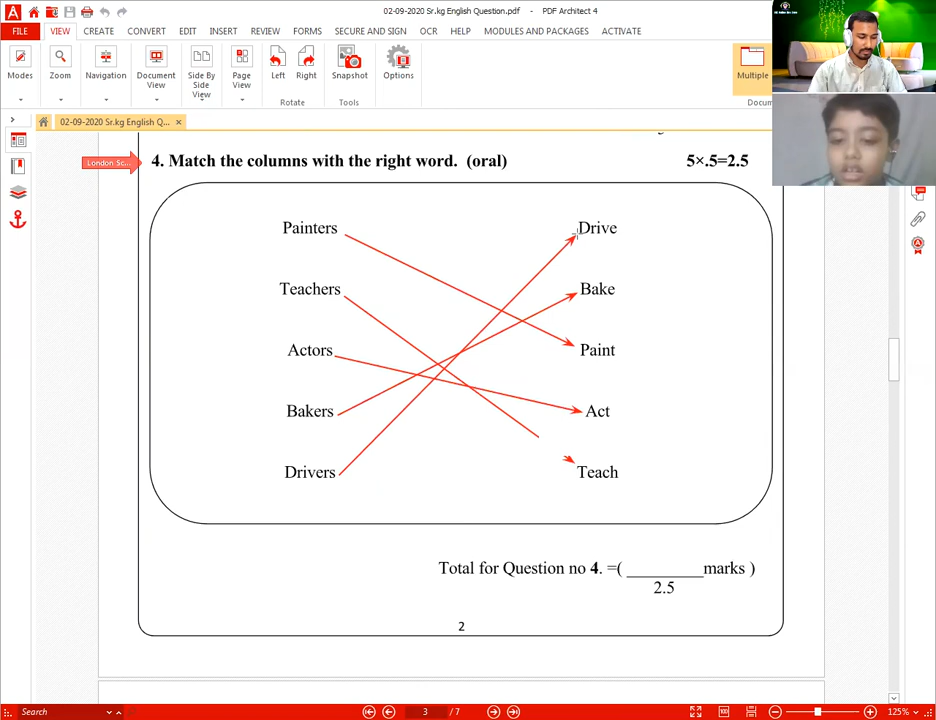 02-09-2020 Sr.kg English Question.pdf - PDF Architect 4
FILE VIEW CREATE CONVERT EDIT INSERT REVIEW FORMS SECURE AND SIGN OCR HELP MODULES AND PACKAGES ACTIVATE
Modes Zoom Navigation Document View Side By Side View Page View Left Right Snapshot Options Multiple
Rotate Tools Docum
02-09-2020 Sr.kg English Q...
London Sc...
4. Match the columns with the right word. (oral) 5×.5=2.5
Painters Drive
Teachers Bake
Actors Paint
Bakers Act
Drivers Teach
Total for Question no 4. =( ________marks )
2.5
2
Search 3 / 7 125%